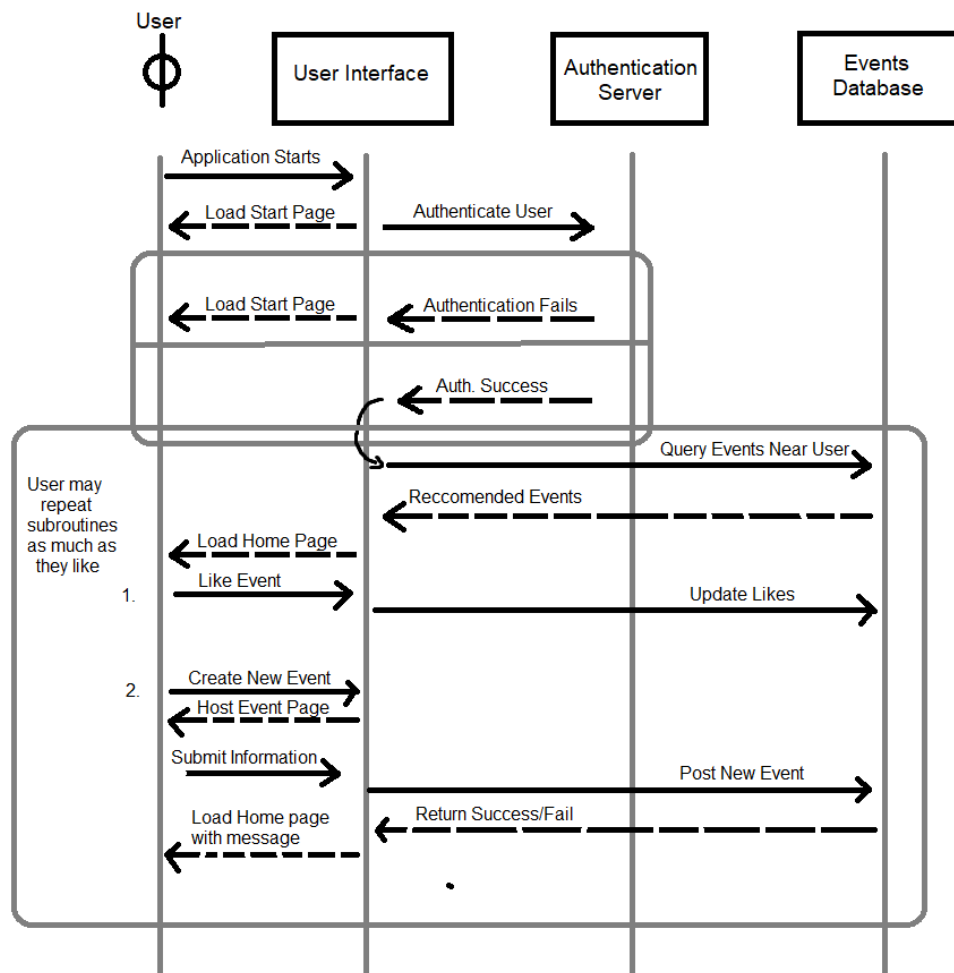 User
User Interface
Authentication
Server
Events
Database
Application Starts
Load Start Page
Authenticate User
Load Start Page
Authentication Fails
Auth. Success
Query Events Near User
User may
repeat
subroutines
as much as
they like
Reccomended Events
Load Home Page
1.
Like Event
Update Likes
2.
Create New Event
Host Event Page
Submit Information
Post New Event
Return Success/Fail
Load Home page
with message